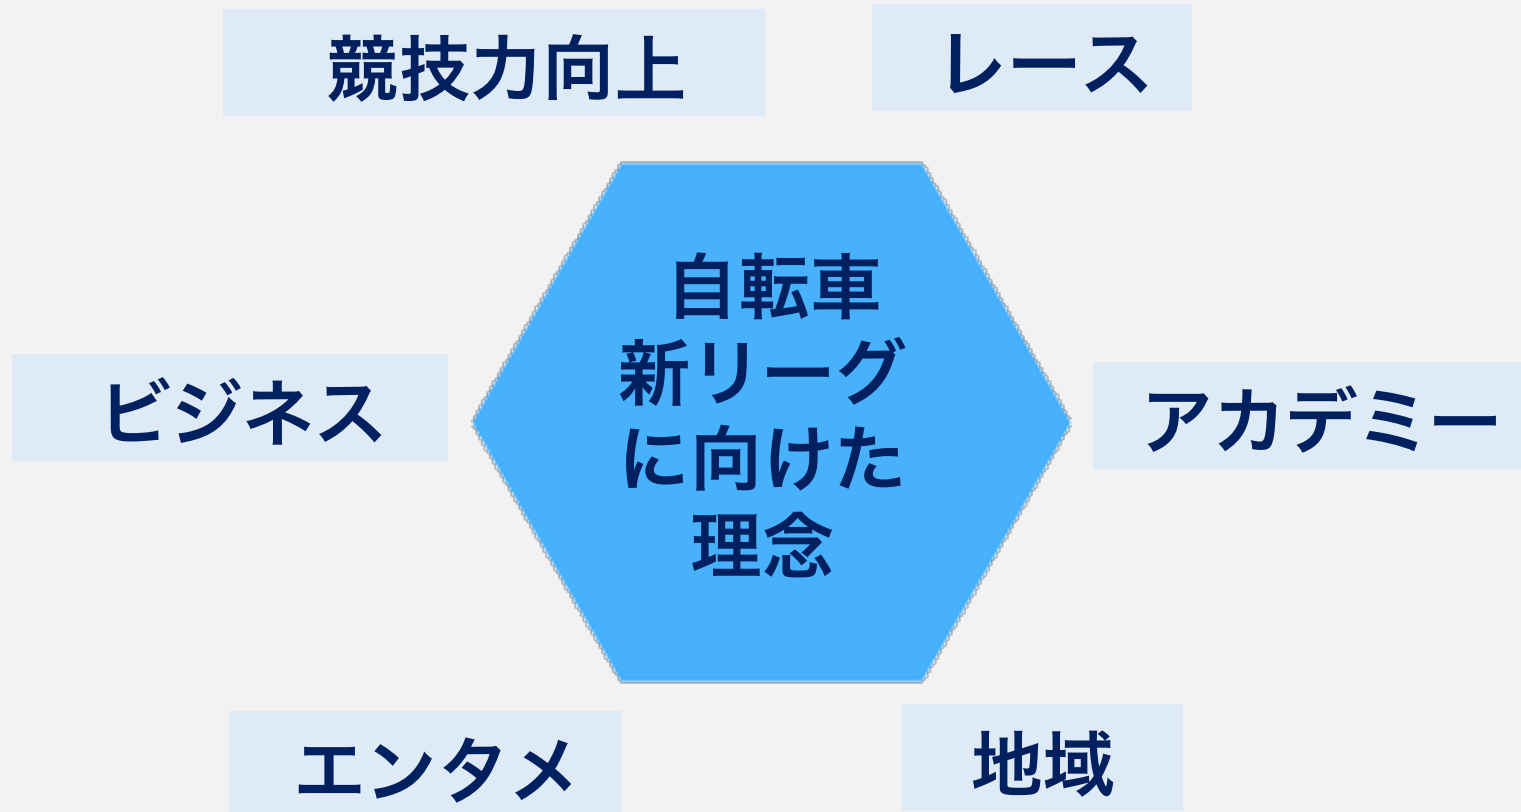 競技力向上
レース
自転車
新リーグ
に向けた
理念
ビジネス
アカデミー
エンタメ
地域